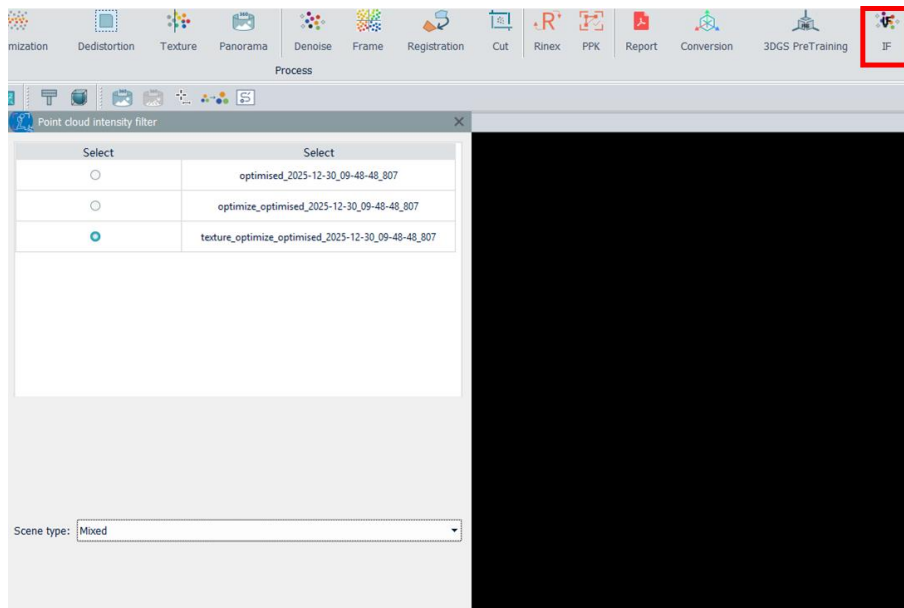 mization Dedistortion Texture Panorama Denoise Frame Registration Cut Rinex PPK Report Conversion 3DGS PreTraining IF
Process
Point cloud intensity filter
Select Select
optimised_2025-12-30_09-48-48_807
optimize_optimised_2025-12-30_09-48-48_807
texture_optimize_optimised_2025-12-30_09-48-48_807
Scene type: Mixed